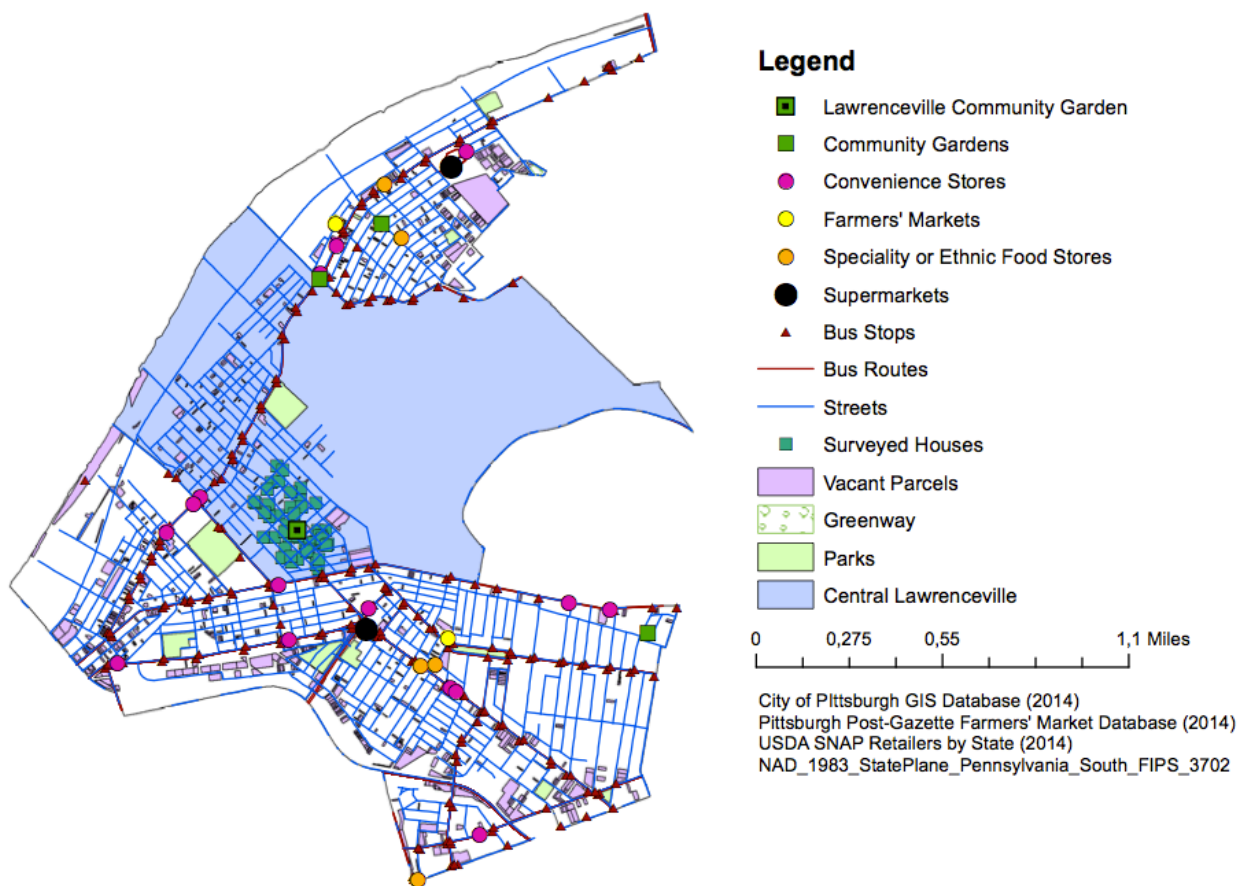 Legend
Lawrenceville Community Garden
Community Gardens
Convenience Stores
Farmers' Markets
Speciality or Ethnic Food Stores
Supermarkets
Bus Stops
Bus Routes
Streets
Surveyed Houses
Vacant Parcels
Greenway
Parks
Central Lawrenceville
0 0,275 0,55 1,1 Miles
City of PIttsburgh GIS Database (2014)
Pittsburgh Post-Gazette Farmers' Market Database (2014)
USDA SNAP Retailers by State (2014)
NAD_1983_StatePlane_Pennsylvania_South_FIPS_3702